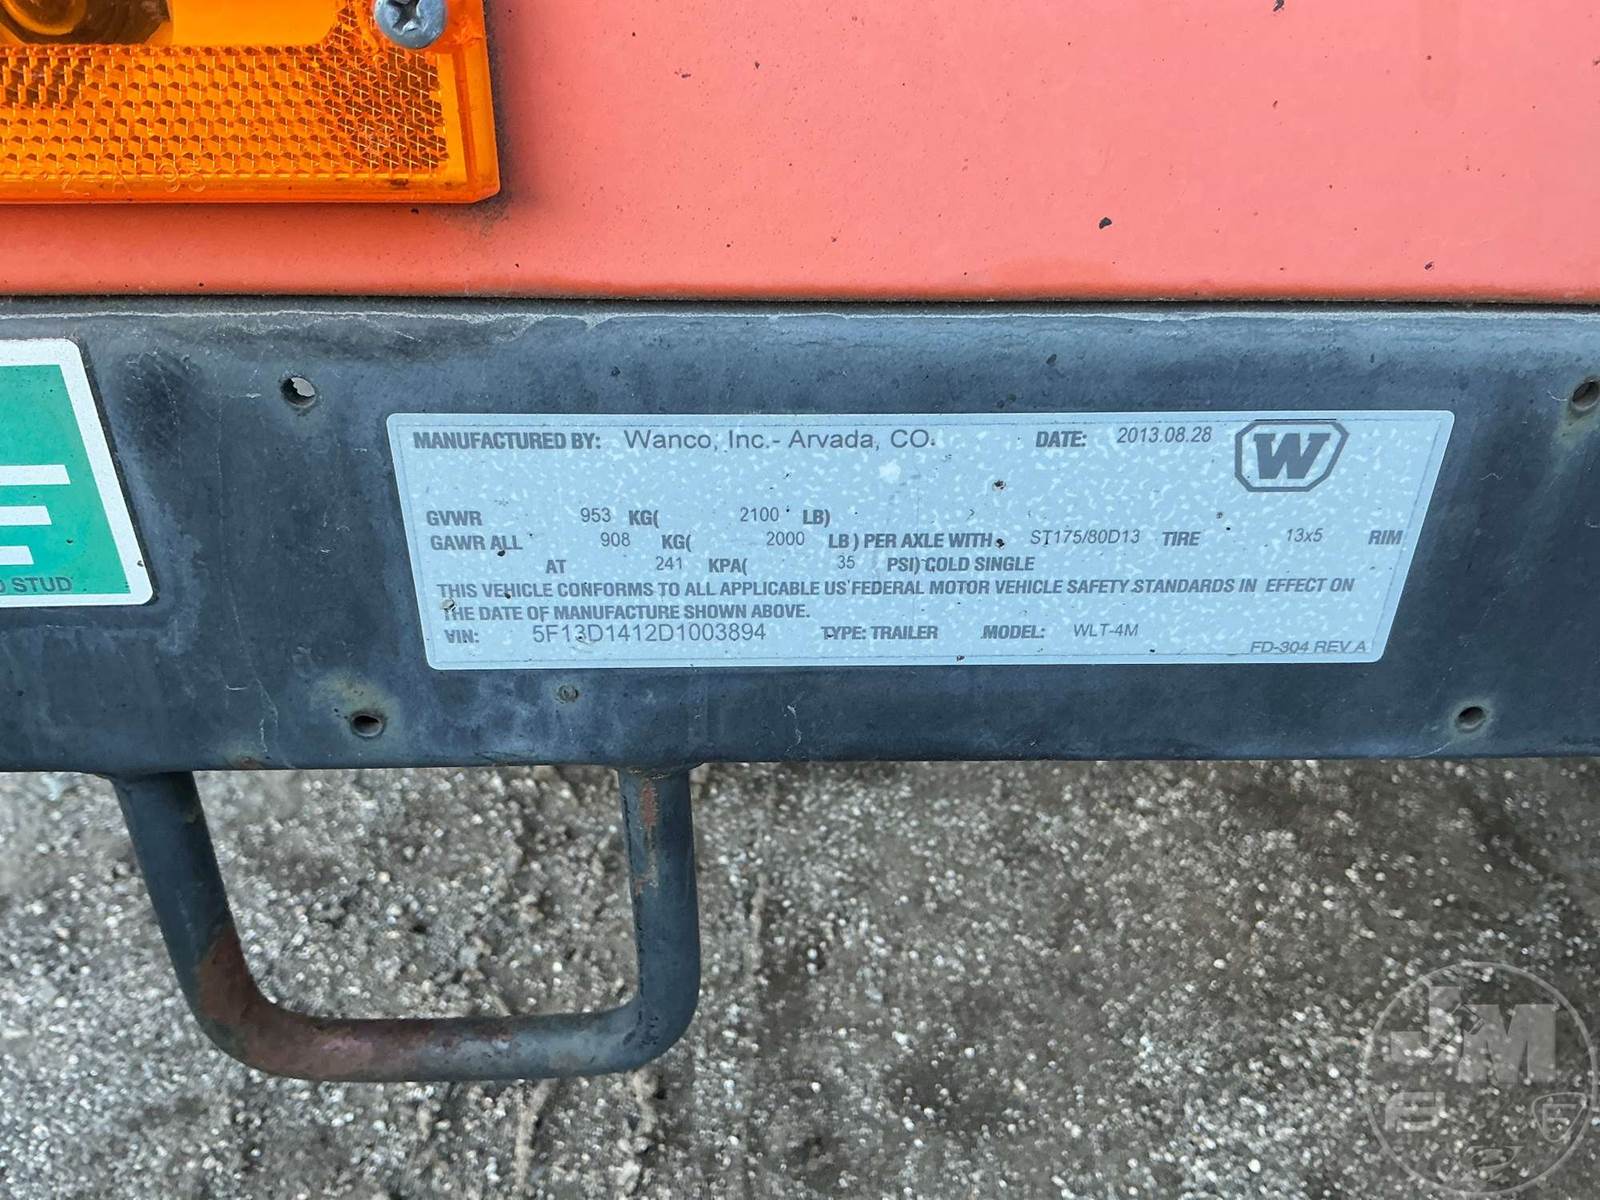 MANUFACTURED BY: Wanco, Inc.- Arvada, CO. DATE: 2013.08.28 W
GVWR 953 KG( 2100 LB)
GAWR ALL 908 KG( 2000 LB) PER AXLE WITH ST175/80D13 TIRE 13x5 RIM
AT 241 KPA( 35 PSI) COLD SINGLE
THIS VEHICLE CONFORMS TO ALL APPLICABLE US FEDERAL MOTOR VEHICLE SAFETY STANDARDS IN EFFECT ON
THE DATE OF MANUFACTURE SHOWN ABOVE.
VIN: 5F13D1412D1003894 TYPE: TRAILER MODEL: WLT-4M
FD-304 REV A
STUD
JM